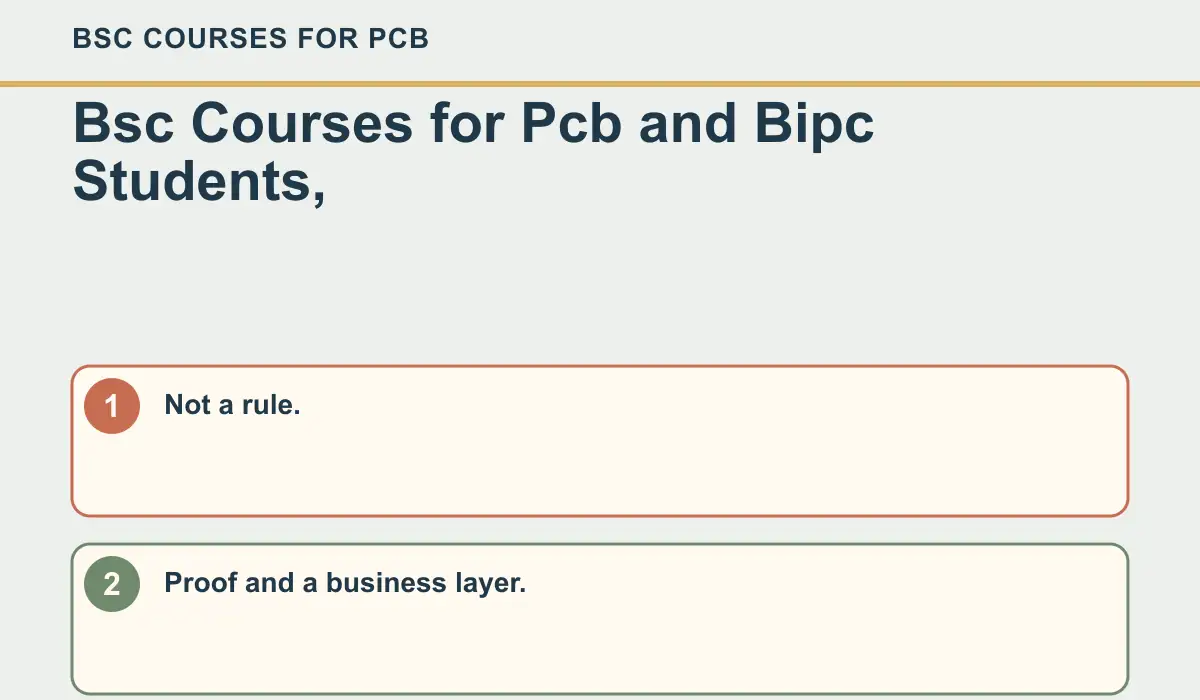 BSC COURSES FOR PCB
Bsc Courses for Pcb and Bipc
Students,
1
Not a rule.
2
Proof and a business layer.